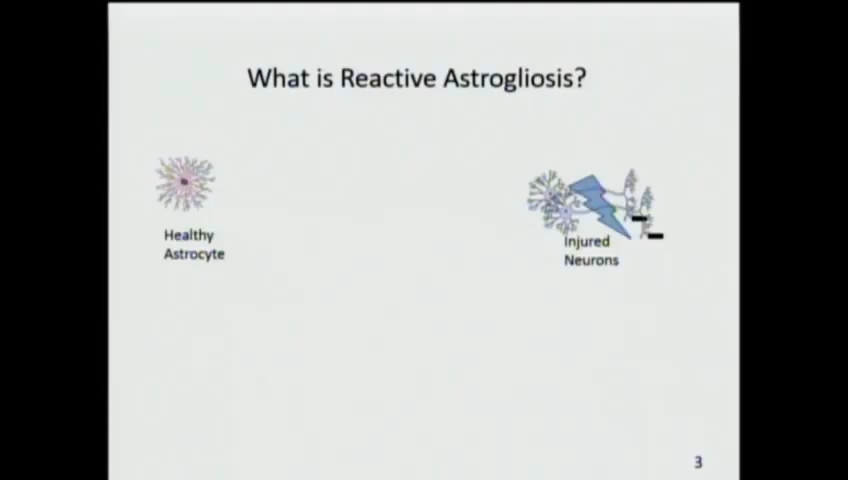 What is Reactive Astrogliosis?
Healthy
Astrocyte
Injured
Neurons
3